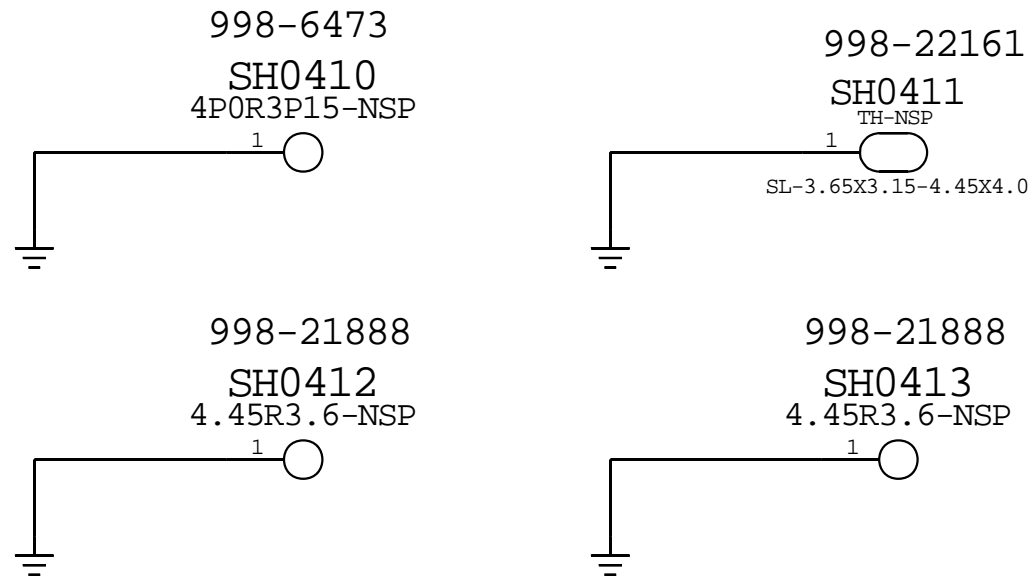 998-6473
SH0410
4P0R3P15-NSP
1
998-22161
SH0411
TH-NSP
1
SL-3.65X3.15-4.45X4.0
998-21888
SH0412
4.45R3.6-NSP
1
998-21888
SH0413
4.45R3.6-NSP
1